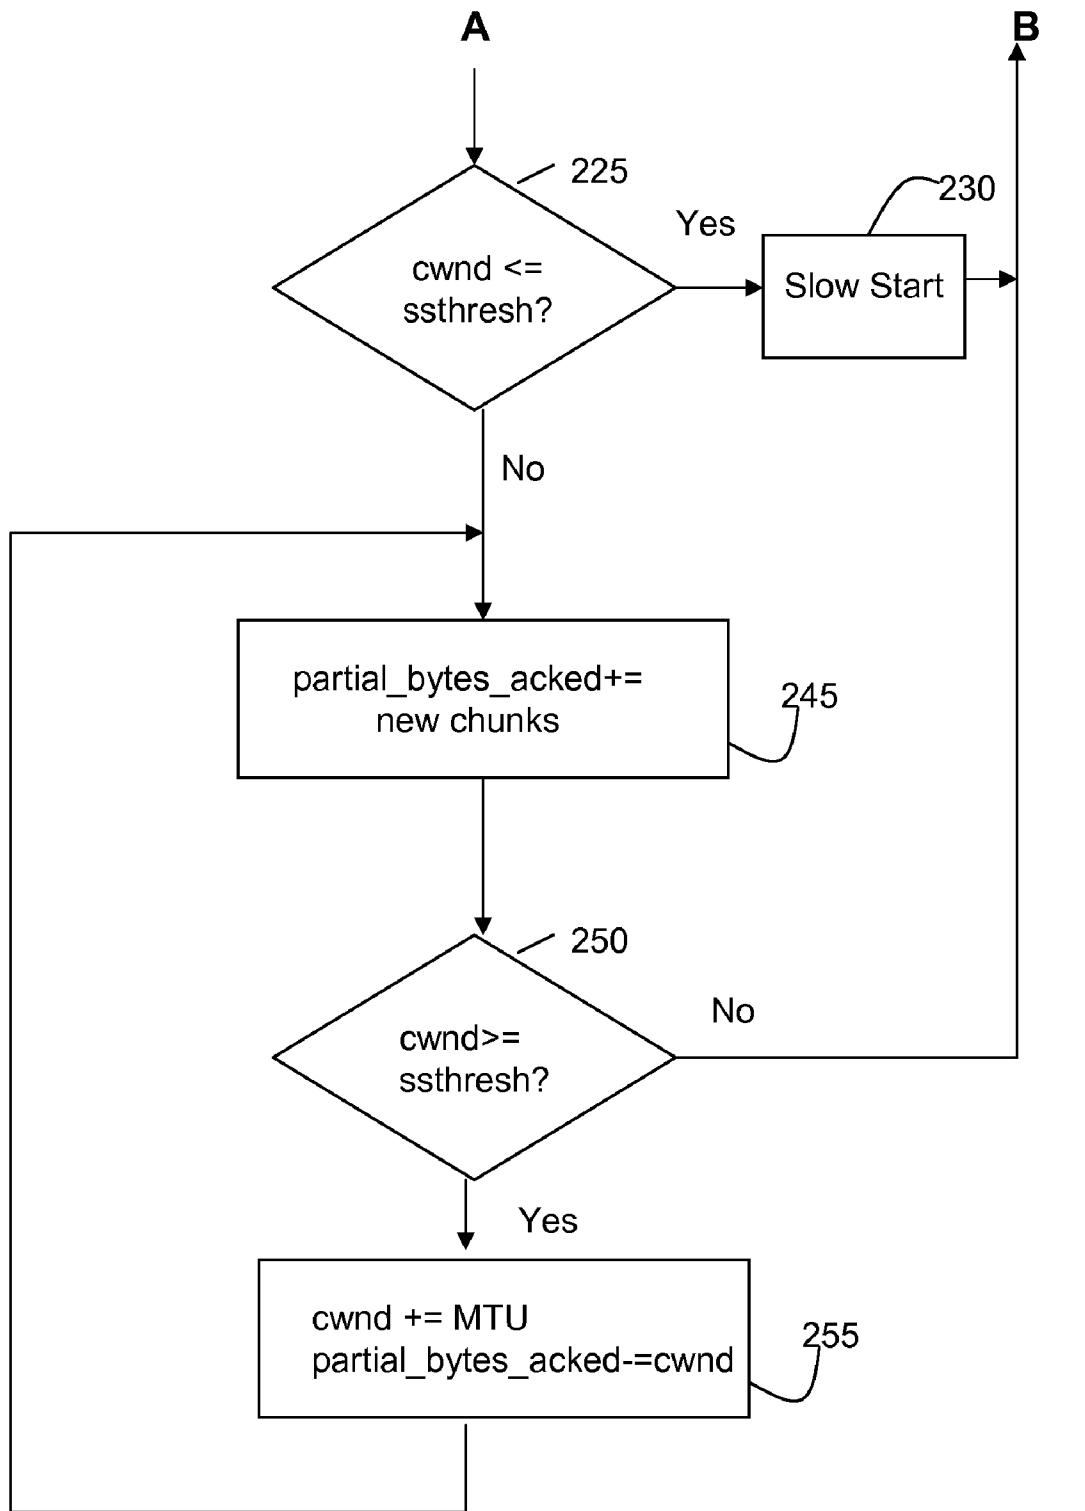 A
B
225
230
Yes
cwnd <=
ssthresh?
Slow Start
No
partial_bytes_acked+=
new chunks
245
250
No
cwnd>=
ssthresh?
Yes
cwnd += MTU
partial_bytes_acked-=cwnd
255